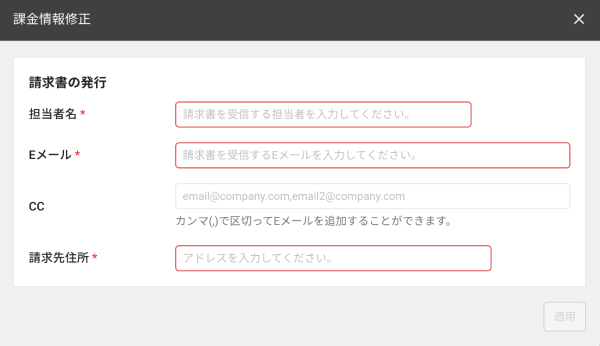 課金情報修正
請求書の発行
担当者名 *
請求書を受信する担当者を入力してください。
Eメール *
請求書を受信するEメールを入力してください。
CC
email@company.com,email2@company.com
カンマ(,)で区切ってEメールを追加することができます。
請求先住所 *
アドレスを入力してください。
適用